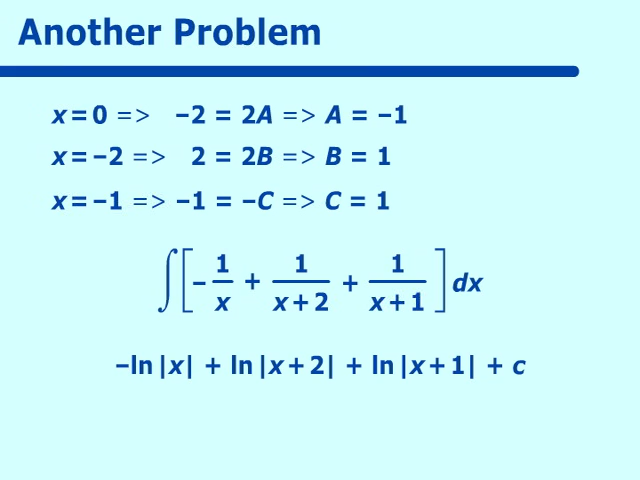 Another Problem
x = 0 => −2 = 2A => A = −1
x = −2 => 2 = 2B => B = 1
x = −1 => −1 = −C => C = 1
∫[−1/x + 1/(x+2) + 1/(x+1)] dx
−ln |x| + ln |x+2| + ln |x+1| + c